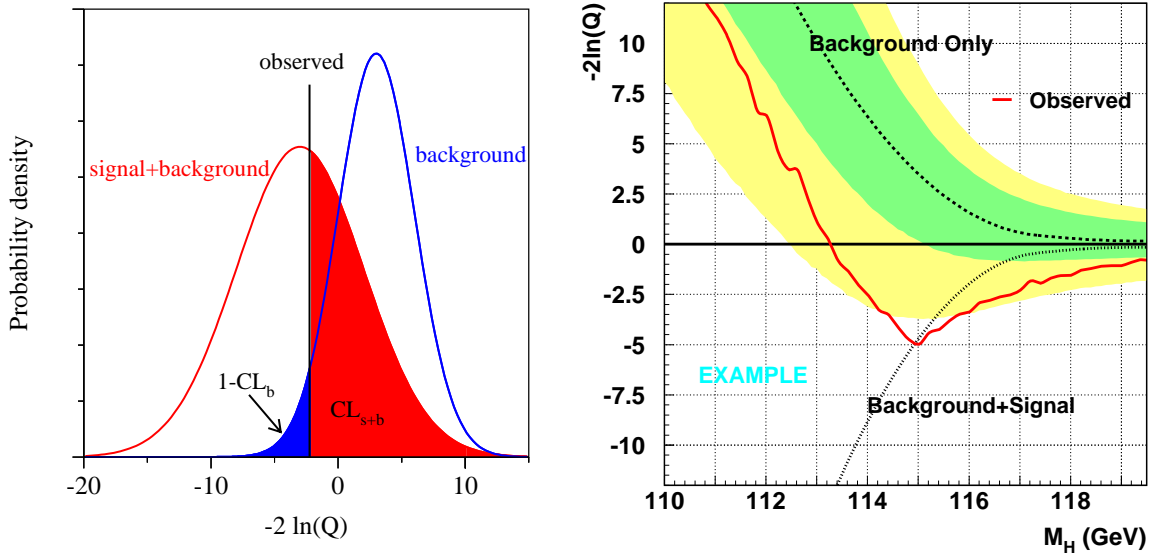 Probability density
observed
signal+background
background
1-CL_b
CL_{s+b}
-20
-10
0
10
-2 ln(Q)
-2ln(Q)
10
7.5
5
2.5
0
-2.5
-5
-7.5
-10
Background Only
Observed
EXAMPLE
Background+Signal
110
112
114
116
118
M_H (GeV)